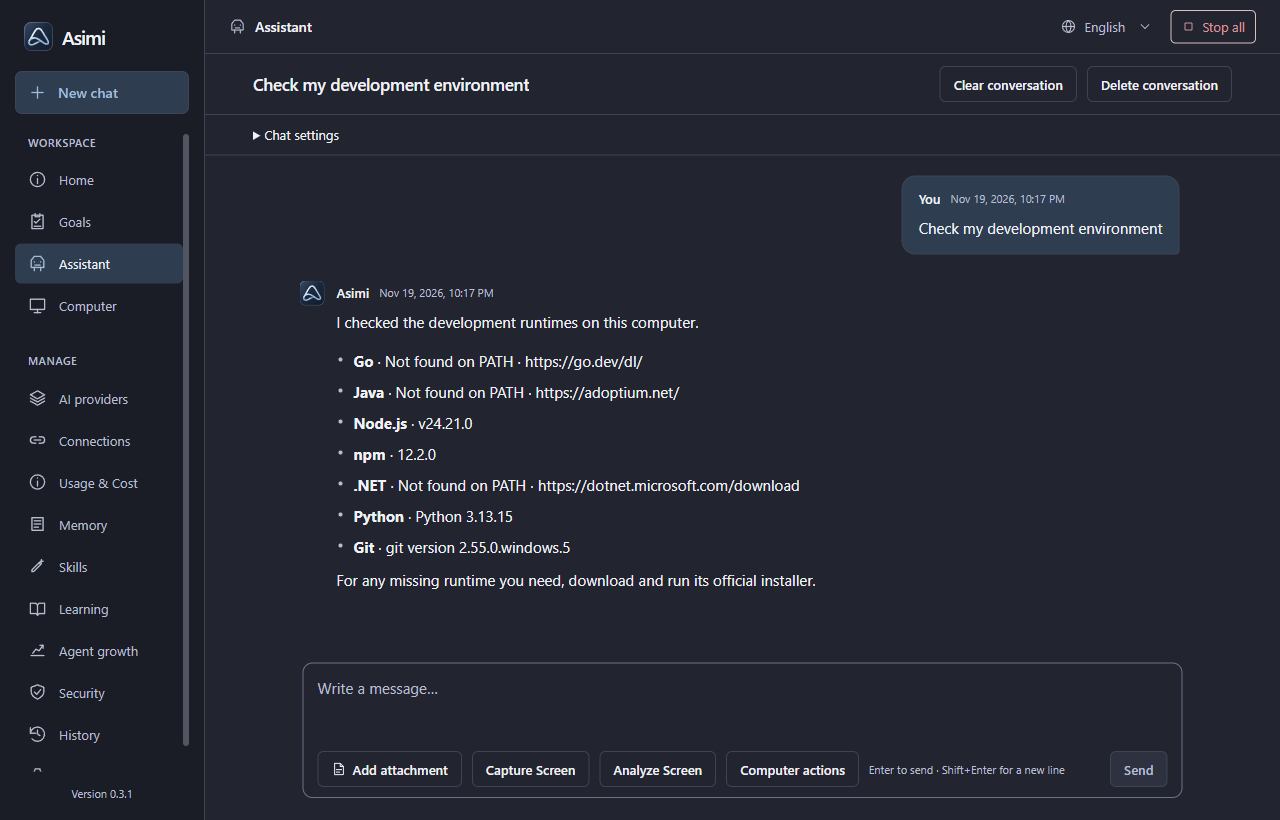 Asimi
New chat
WORKSPACE
Home
Goals
Assistant
Computer
MANAGE
AI providers
Connections
Usage & Cost
Memory
Skills
Learning
Agent growth
Security
History
Version 0.3.1
Assistant
English
Stop all
Check my development environment
Clear conversation
Delete conversation
Chat settings
You Nov 19, 2026, 10:17 PM
Check my development environment
Asimi Nov 19, 2026, 10:17 PM
I checked the development runtimes on this computer.
• Go · Not found on PATH · https://go.dev/dl/
• Java · Not found on PATH · https://adoptium.net/
• Node.js · v24.21.0
• npm · 12.2.0
• .NET · Not found on PATH · https://dotnet.microsoft.com/download
• Python · Python 3.13.15
• Git · git version 2.55.0.windows.5
For any missing runtime you need, download and run its official installer.
Write a message...
Add attachment
Capture Screen
Analyze Screen
Computer actions
Enter to send · Shift+Enter for a new line
Send